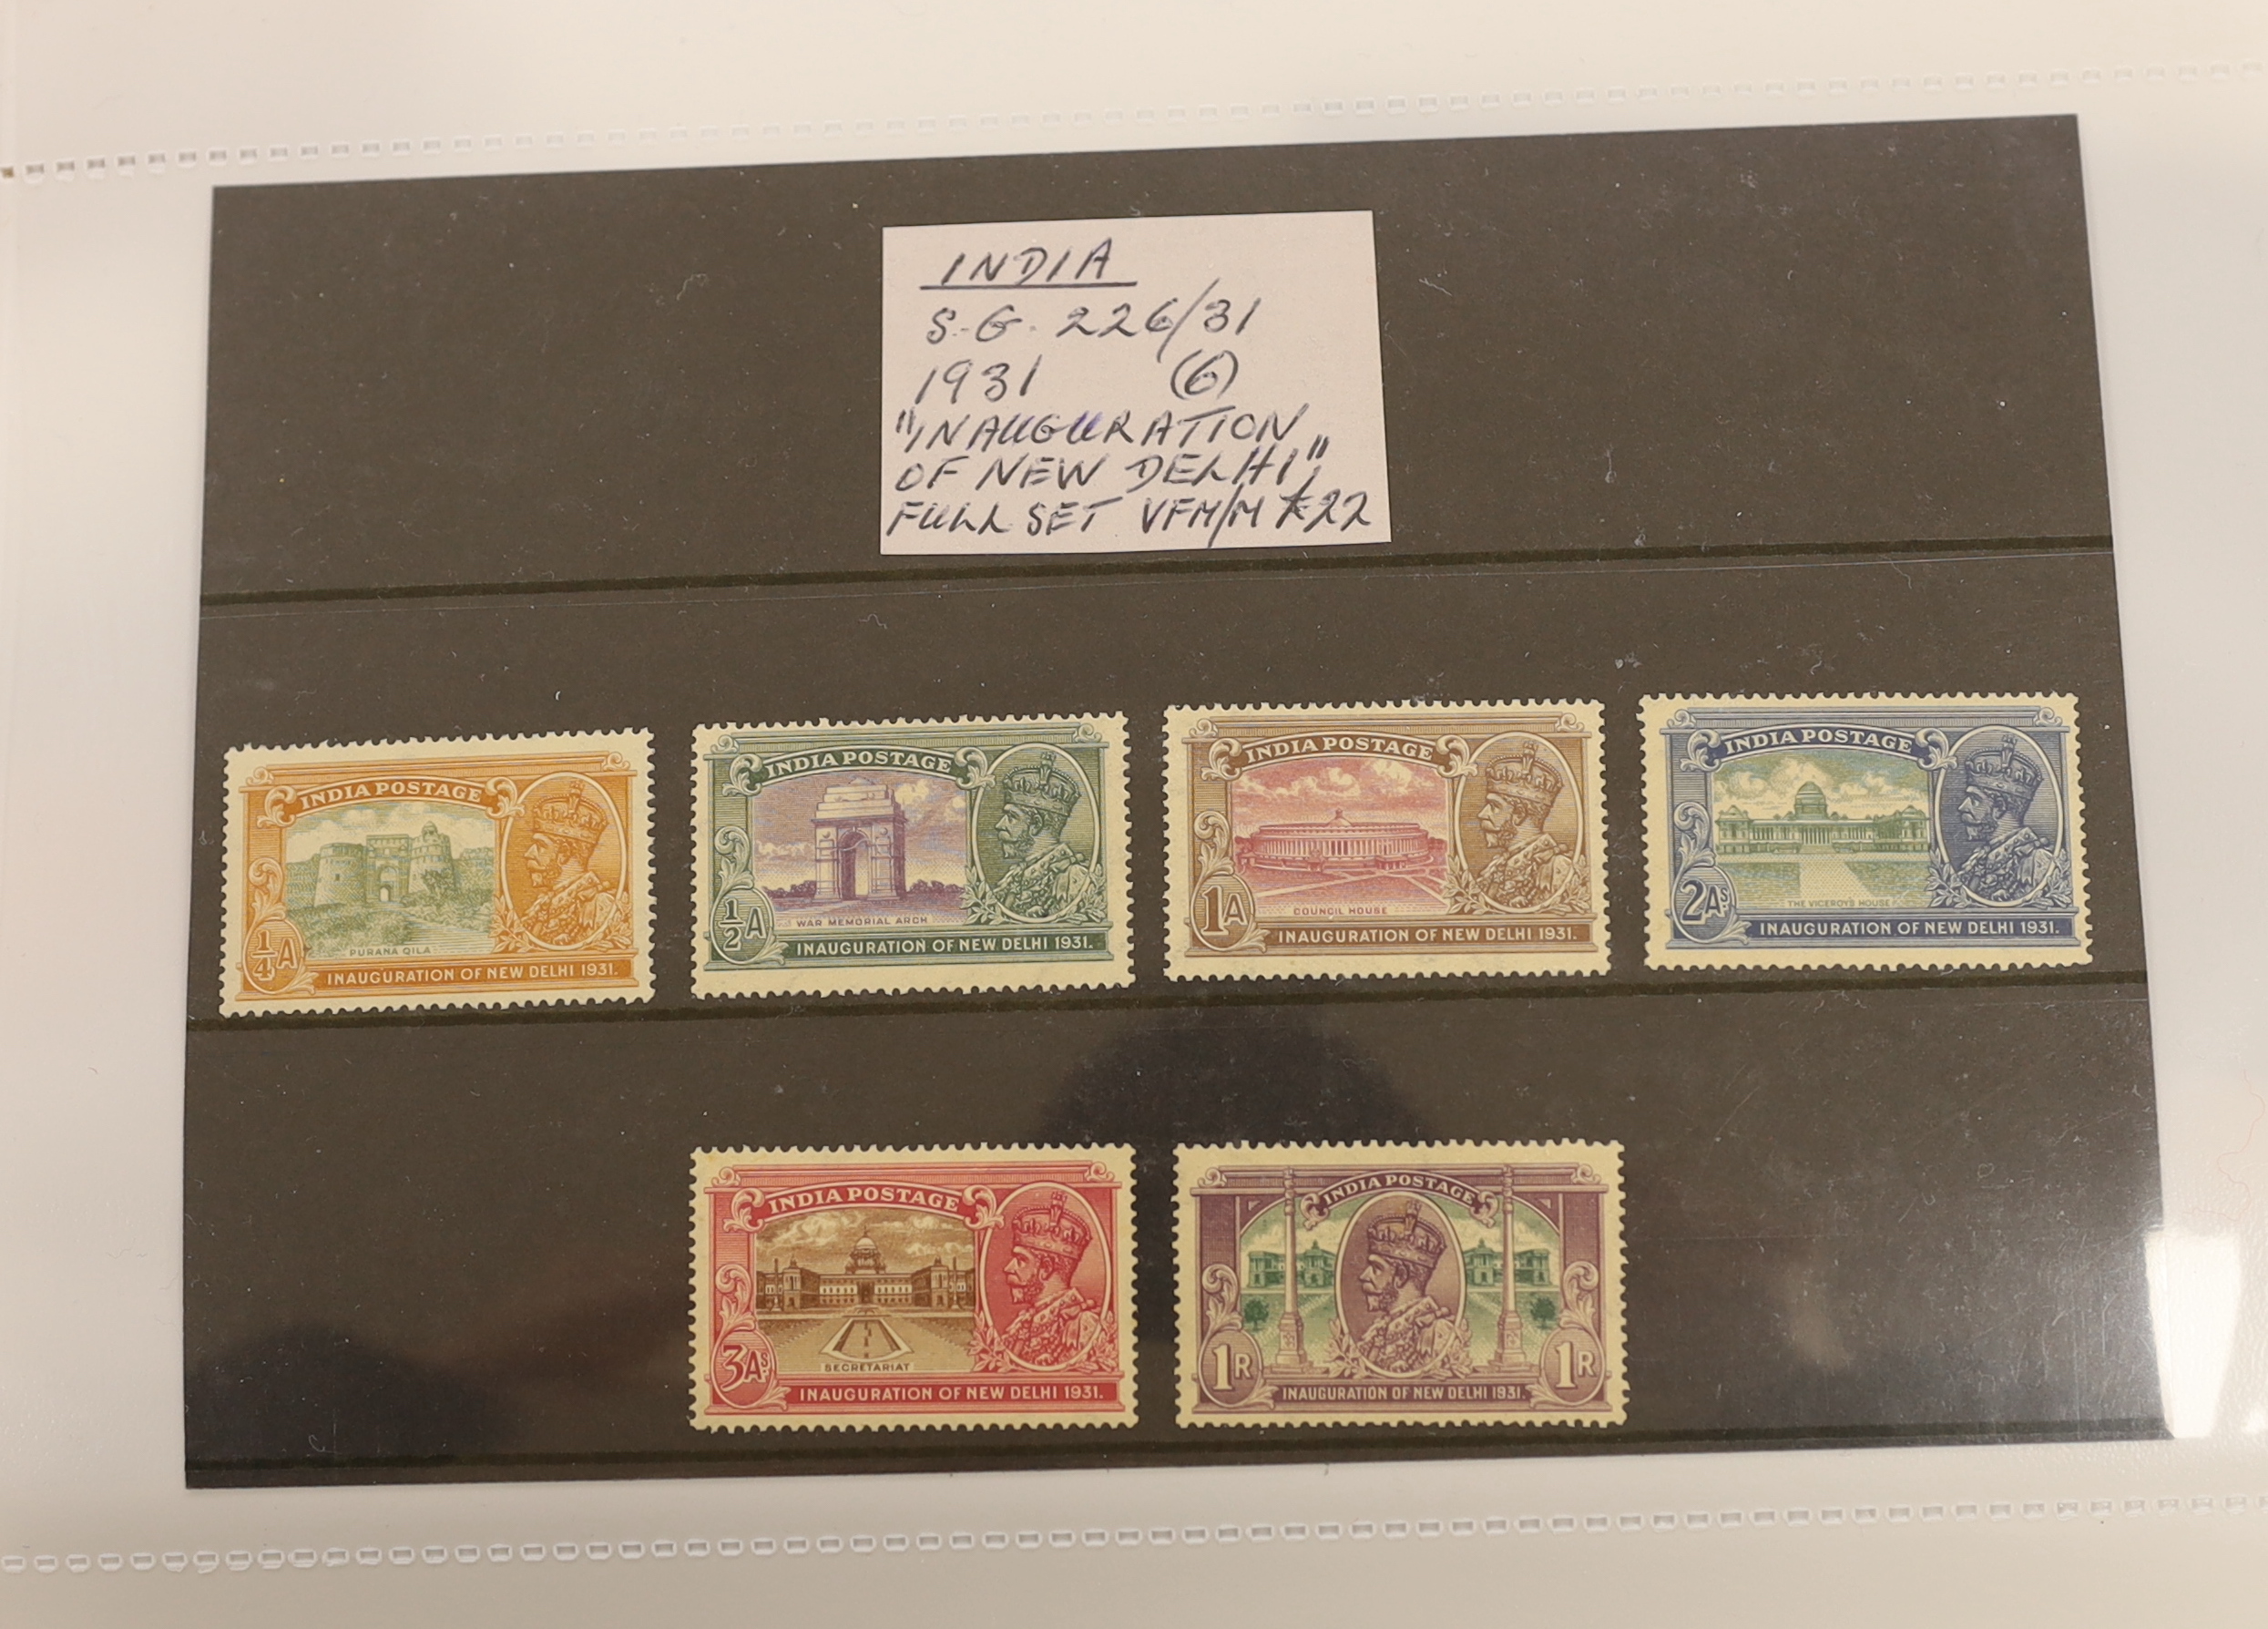 INDIA
S.G. 226/31
1931 (6)
"INAUGURATION
OF NEW DELHI",
FULL SET VFM/M £22
INDIA POSTAGE
PURANA QILA
1/4 A
INAUGURATION OF NEW DELHI 1931.
INDIA POSTAGE
WAR MEMORIAL ARCH
1/2 A
INAUGURATION OF NEW DELHI 1931.
INDIA POSTAGE
COUNCIL HOUSE
1A
INAUGURATION OF NEW DELHI 1931.
INDIA POSTAGE
THE VICEROY'S HOUSE
2As.
INAUGURATION OF NEW DELHI 1931.
INDIA POSTAGE
SECRETARIAT
3As.
INAUGURATION OF NEW DELHI 1931.
INDIA POSTAGE
1R 1R
INAUGURATION OF NEW DELHI 1931.